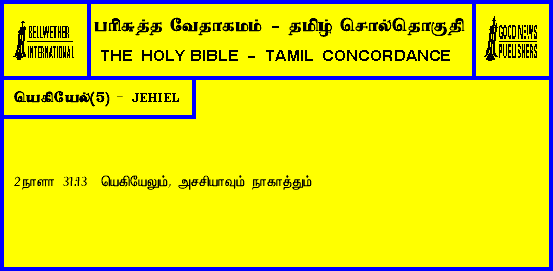 BELLWETHER
INTERNATIONAL
பரிசுத்த வேதாகமம் - தமிழ் சொல்தொகுதி
THE HOLY BIBLE - TAMIL CONCORDANCE
GOOD NEWS
PUBLISHERS
யெகியேல்(5) - JEHIEL
2நாளா 31:13 யெகியேலும், அசசியாவும் நாகாத்தும்